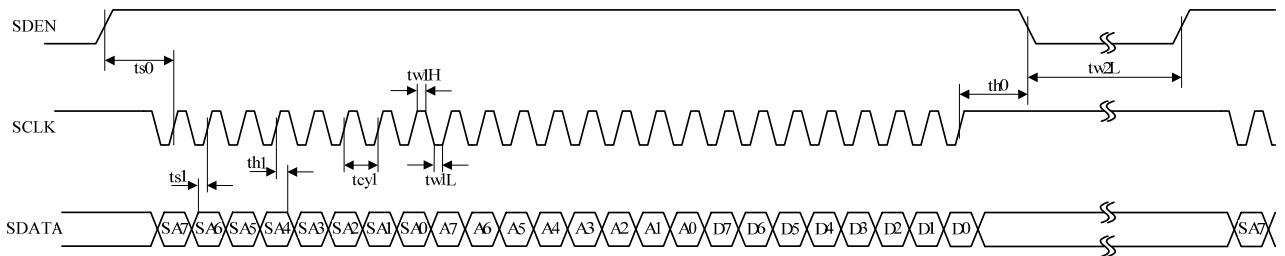 SDEN
ts0
tw1H
th0
tw2L
SCLK
ts1
th1
tcy1
tw1L
SDATA
SA7 SA6 SA5 SA4 SA3 SA2 SA1 SA0 A7 A6 A5 A4 A3 A2 A1 A0 D7 D6 D5 D4 D3 D2 D1 D0 SA7